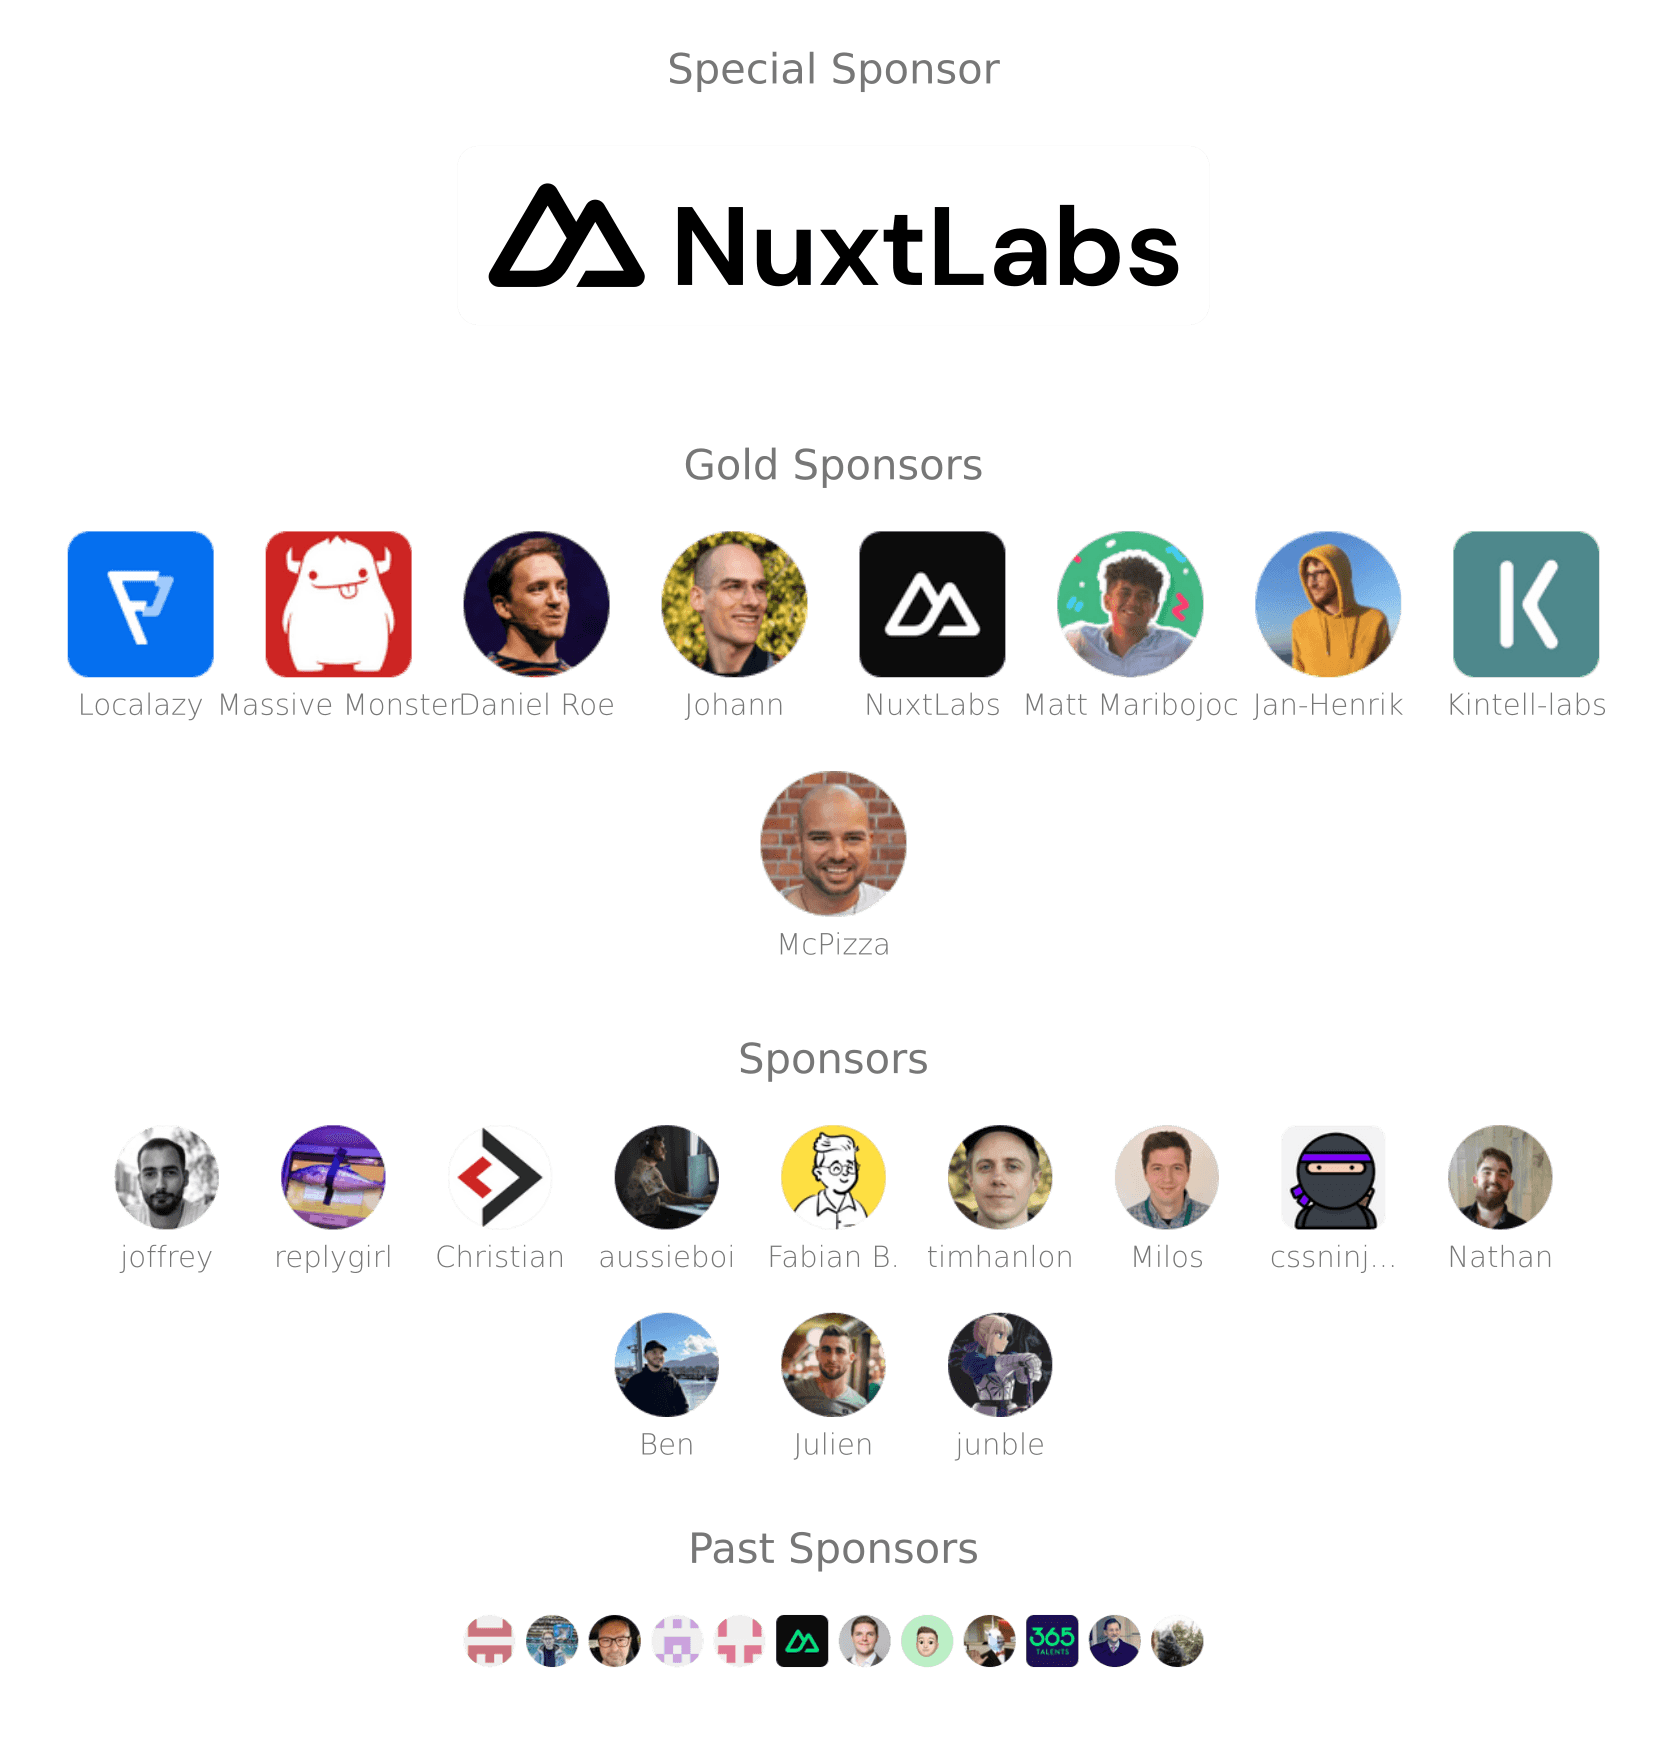 Special Sponsor
NuxtLabs
Gold Sponsors
Localazy Massive Monster Daniel Roe Johann NuxtLabs Matt Maribojoc Jan-Henrik Kintell-labs
McPizza
Sponsors
joffrey replygirl Christian aussieboi Fabian B. timhanlon Milos cssninj... Nathan
Ben Julien junble
Past Sponsors
365
TALENTS